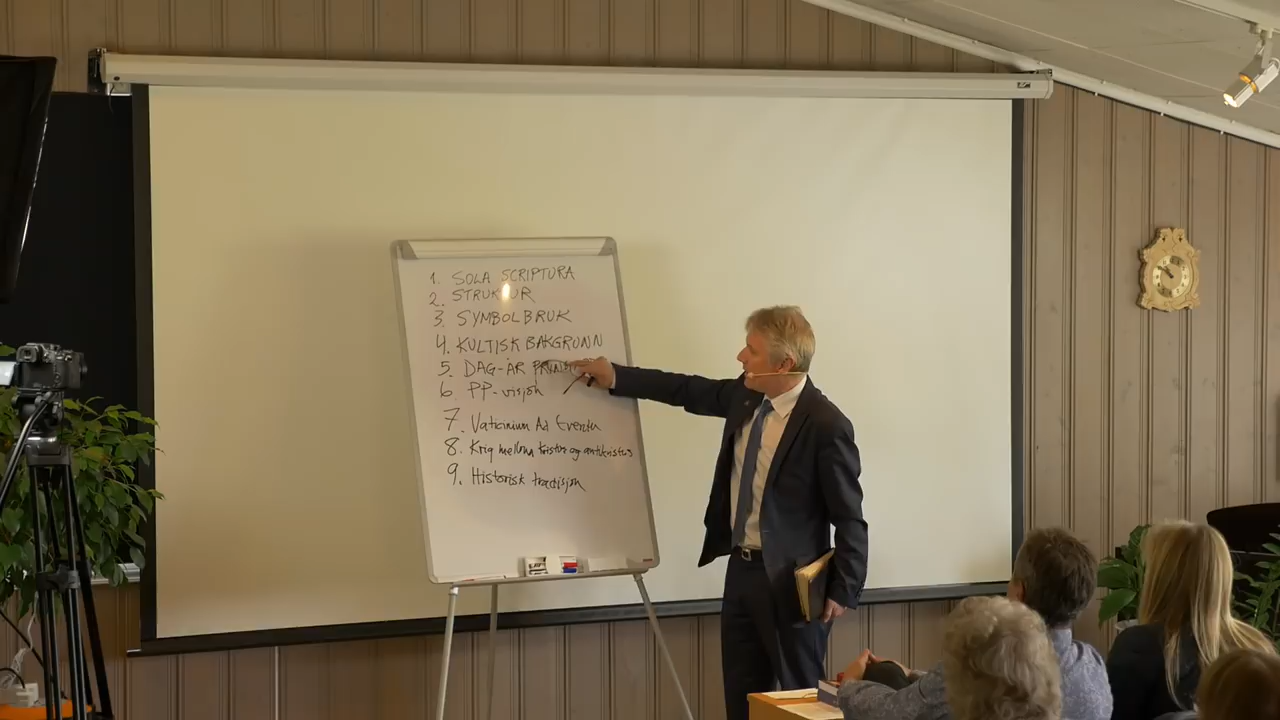 1. SOLA SCRIPTURA
2. STRUKTUR
3. SYMBOLBRUK
4. KULTISK BAKGRUNN
5. DAG-ÅR
6 PP-visjon
7. Vaticinium Ad Eventu
8. Krig mellom kristus og antikristus
9. Historisk tradisjon